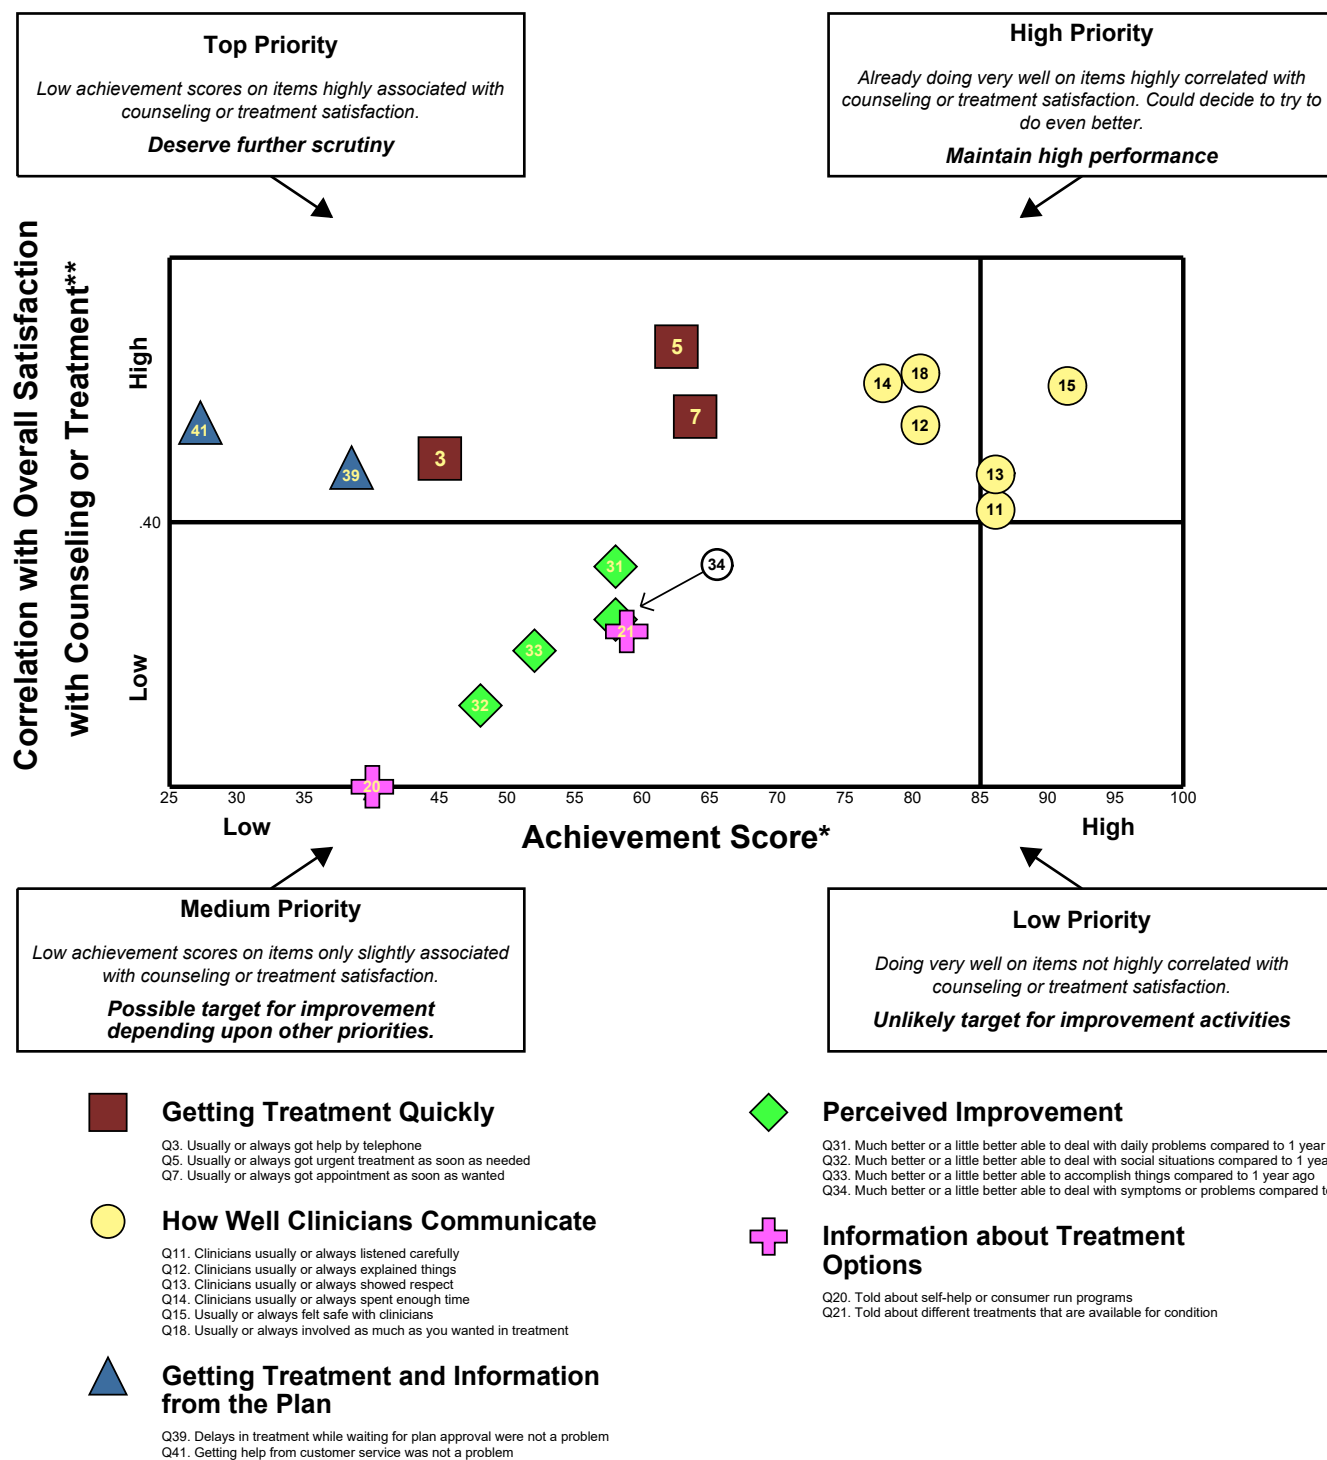 Top Priority
Low achievement scores on items highly associated with
counseling or treatment satisfaction.
Deserve further scrutiny
High Priority
Already doing very well on items highly correlated with
counseling or treatment satisfaction. Could decide to try to
do even better.
Maintain high performance
Correlation with Overall Satisfaction
with Counseling or Treatment**
High
Low
.40
5
7
3
41
39
14
18
12
15
13
11
31
34
21
33
32
20
25
30
35
45
50
55
60
65
70
75
80
85
90
95
100
Low
Achievement Score*
High
Medium Priority
Low achievement scores on items only slightly associated
with counseling or treatment satisfaction.
Possible target for improvement
depending upon other priorities.
Low Priority
Doing very well on items not highly correlated with
counseling or treatment satisfaction.
Unlikely target for improvement activities
Getting Treatment Quickly
Q3. Usually or always got help by telephone
Q5. Usually or always got urgent treatment as soon as needed
Q7. Usually or always got appointment as soon as wanted
How Well Clinicians Communicate
Q11. Clinicians usually or always listened carefully
Q12. Clinicians usually or always explained things
Q13. Clinicians usually or always showed respect
Q14. Clinicians usually or always spent enough time
Q15. Usually or always felt safe with clinicians
Q18. Usually or always involved as much as you wanted in treatment
Getting Treatment and Information
from the Plan
Q39. Delays in treatment while waiting for plan approval were not a problem
Q41. Getting help from customer service was not a problem
Perceived Improvement
Q31. Much better or a little better able to deal with daily problems compared to 1 year
Q32. Much better or a little better able to deal with social situations compared to 1
Q33. Much better or a little better able to accomplish things compared to 1 year ago
Q34. Much better or a little better able to deal with symptoms or problems compared
Information about Treatment
Options
Q20. Told about self-help or consumer run programs
Q21. Told about different treatments that are available for condition